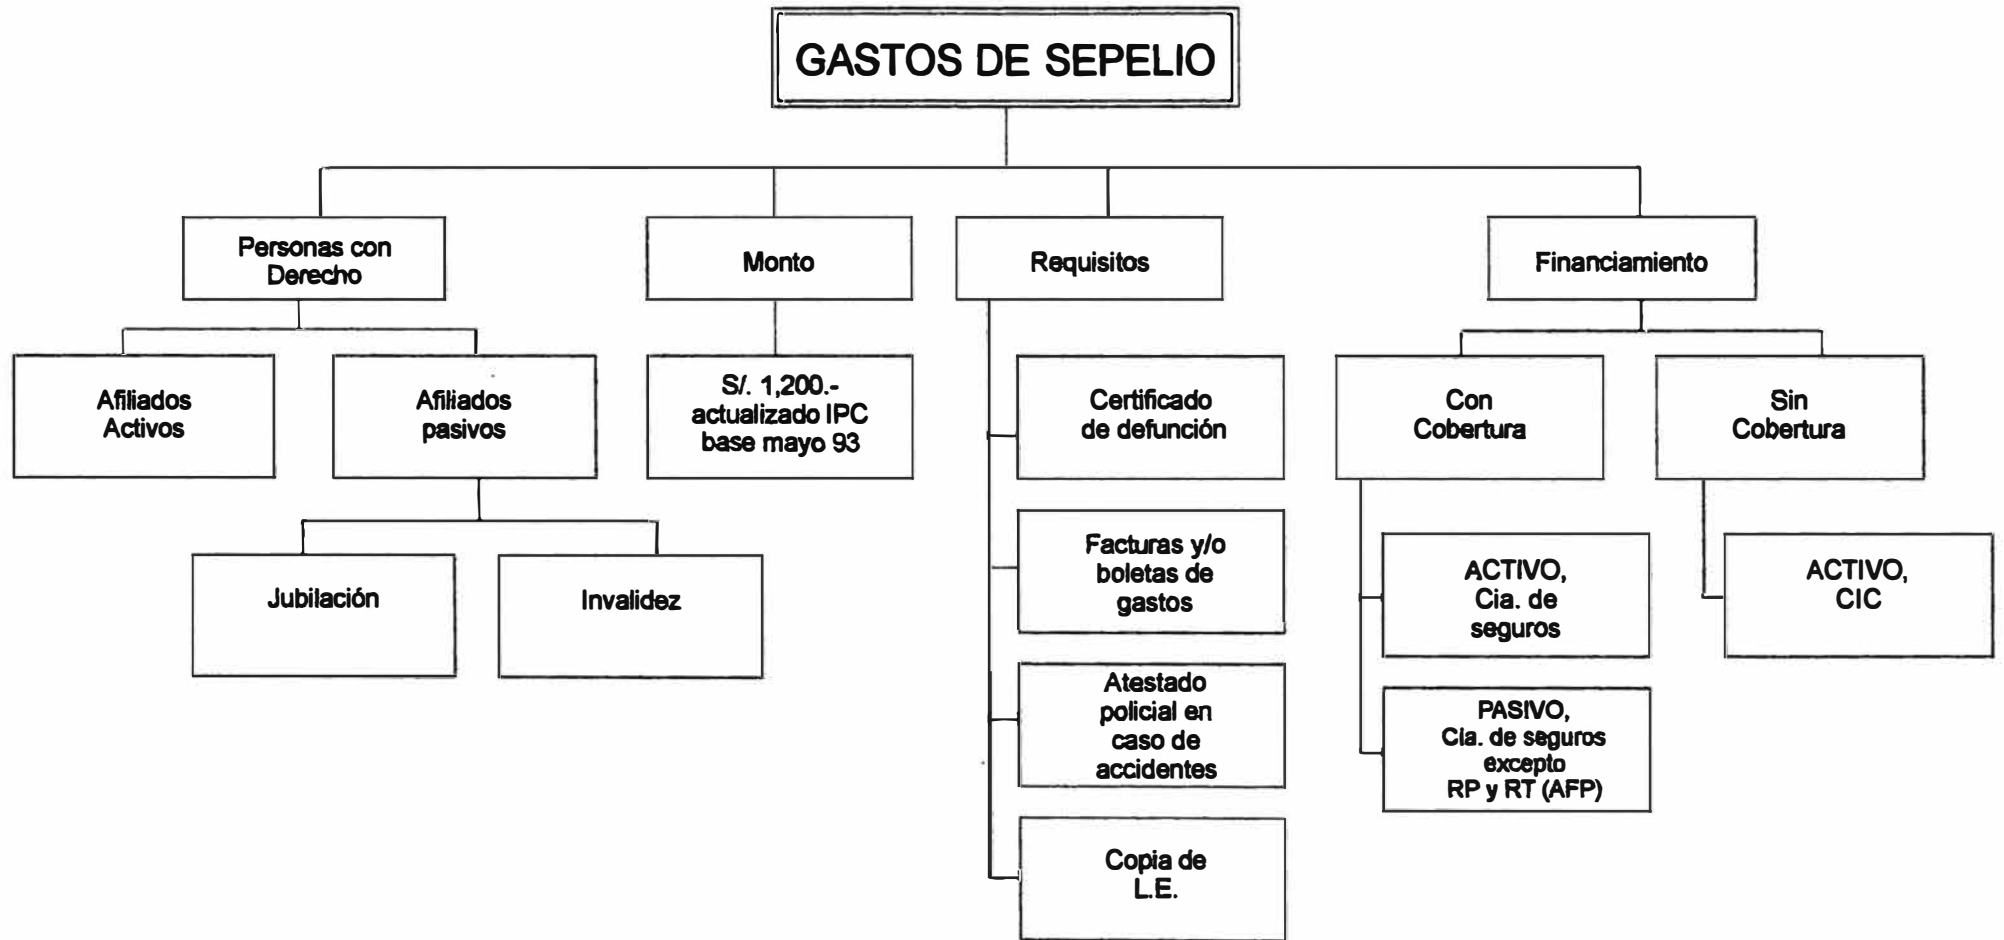 GASTOS DE SEPELIO
Personas con
Derecho
Monto
Requisitos
Financiamiento
Afiliados
Activos
Afiliados
pasivos
S/. 1,200.-
actualizado IPC
base mayo 93
Certificado
de defunción
Con
Cobertura
Sin
Cobertura
Jubilación
Invalidez
Facturas y/o
boletas de
gastos
ACTIVO,
Cia. de
seguros
ACTIVO,
CIC
Atestado
policial en
caso de
accidentes
PASIVO,
Cia. de seguros
excepto
RP y RT (AFP)
Copia de
L.E.